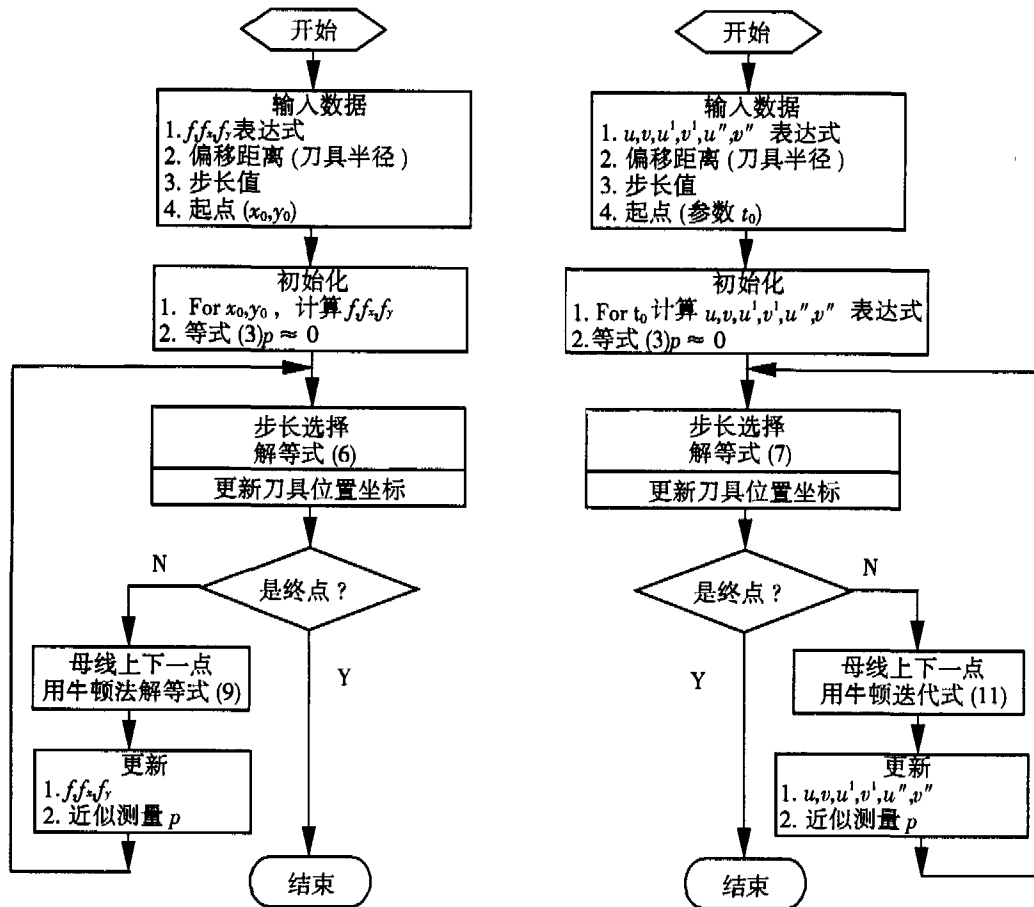 开始
输入数据
1. f,fₓ,f_y 表达式
2. 偏移距离 (刀具半径)
3. 步长值
4. 起点 (x₀,y₀)
初始化
1. For x₀,y₀ , 计算 f,fₓ,f_y
2. 等式 (3)p ≈ 0
步长选择
解等式 (6)
更新刀具位置坐标
是终点 ?
N
Y
母线上下一点
用牛顿法解等式 (9)
更新
1. f,fₓ,f_y
2. 近似测量 p
结束
开始
输入数据
1. u,v,u¹,v¹,u″,v″ 表达式
2. 偏移距离 (刀具半径)
3. 步长值
4. 起点 (参数 t₀)
初始化
1. For t₀ 计算 u,v,u¹,v¹,u″,v″ 表达式
2. 等式 (3)p ≈ 0
步长选择
解等式 (7)
更新刀具位置坐标
是终点 ?
N
Y
母线上下一点
用牛顿迭代式 (11)
更新
1. u,v,u¹,v¹,u″,v″
2. 近似测量 p
结束